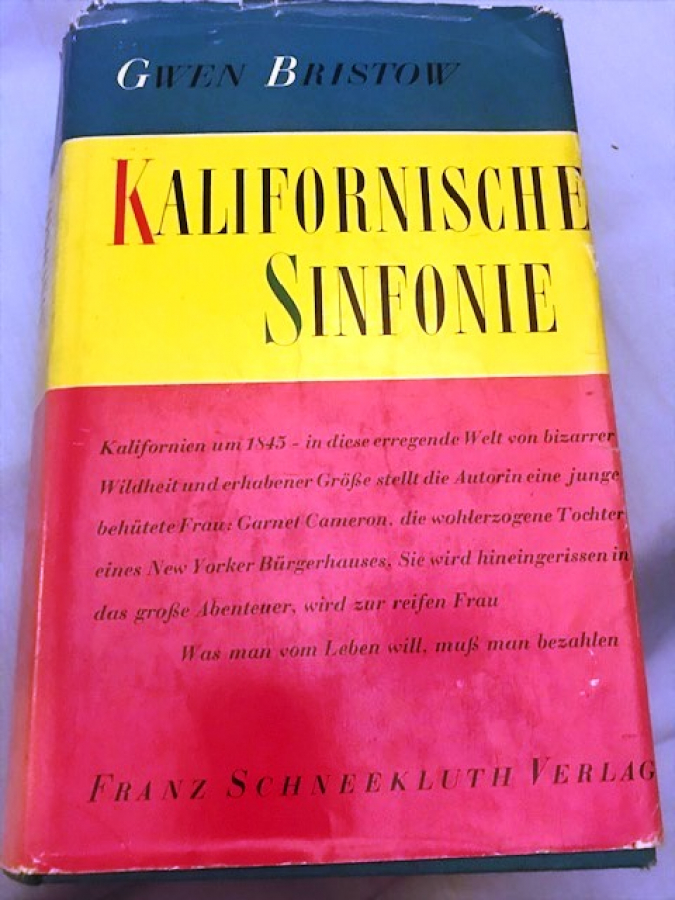 GWEN BRISTOW
KALIFORNISCHE
SINFONIE
Kalifornien um 1845 - in diese erregende Welt von bizarrer
Wildheit und erhabener Größe stellt die Autorin eine junge
behütete Frau: Garnet Cameron, die wohlerzogene Tochter
eines New Yorker Bürgerhauses. Sie wird hineingerissen in
das große Abenteuer, wird zur reifen Frau
Was man vom Leben will, muß man bezahlen
FRANZ SCHNEEKLUTH VERLAG